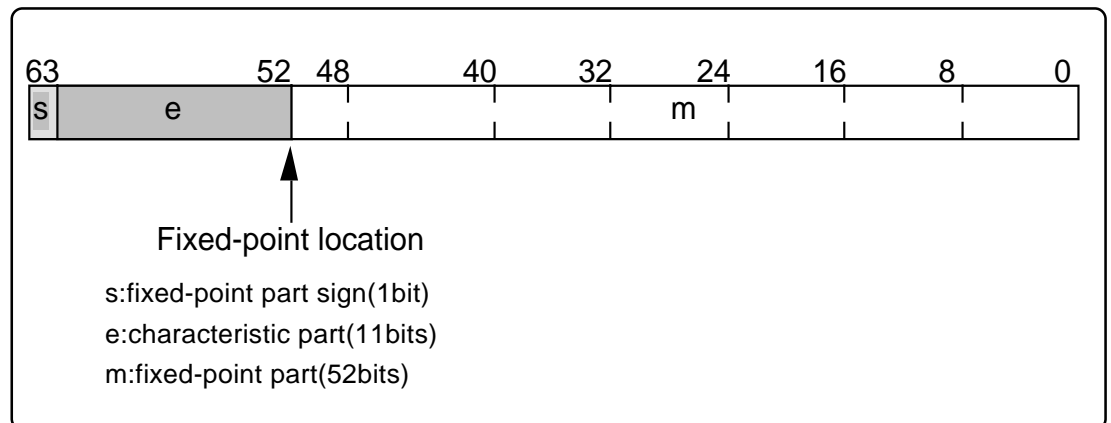 63 52 48 40 32 24 16 8 0
s e m
Fixed-point location
s:fixed-point part sign(1bit)
e:characteristic part(11bits)
m:fixed-point part(52bits)